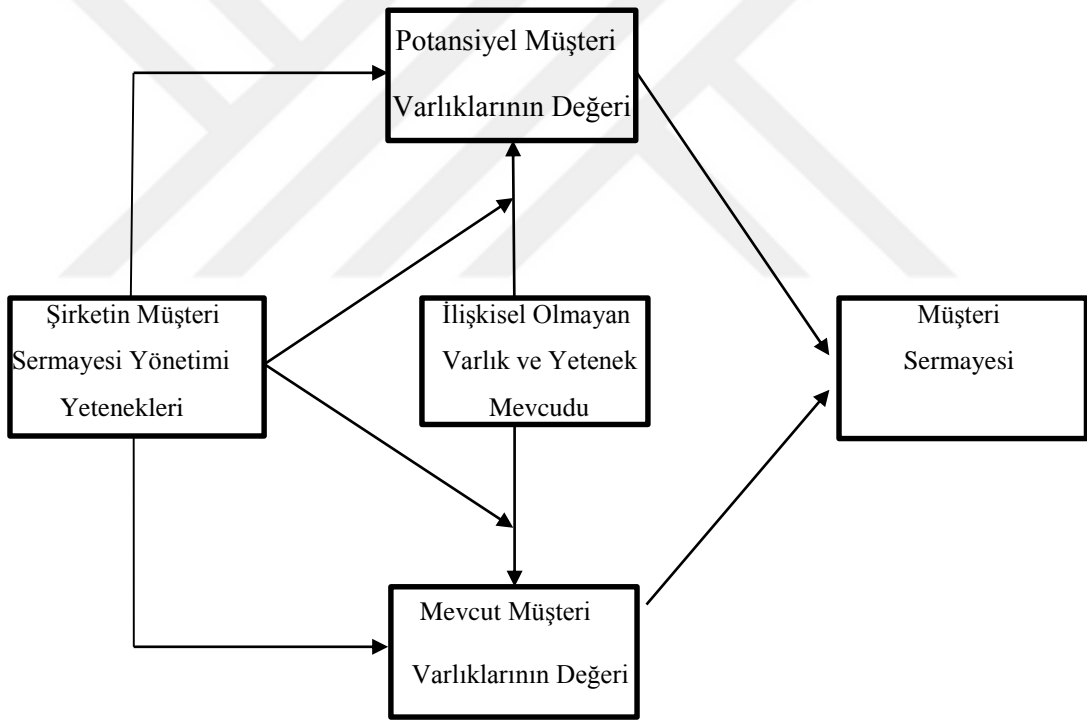 Potansiyel Müşteri
Varlıklarının Değeri
Şirketin Müşteri
Sermayesi Yönetimi
Yetenekleri
İlişkisel Olmayan
Varlık ve Yetenek
Mevcudu
Müşteri
Sermayesi
Mevcut Müşteri
Varlıklarının Değeri